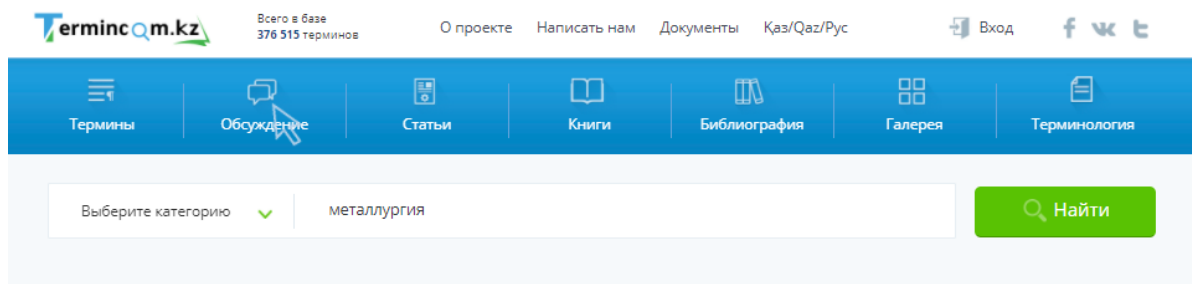 Termincom.kz
Всего в базе
376 515 терминов
О проекте Написать нам Документы Қаз/Qaz/Рус Вход
Термины Обсуждение Статьи Книги Библиография Галерея Терминология
Выберите категорию металлургия Найти